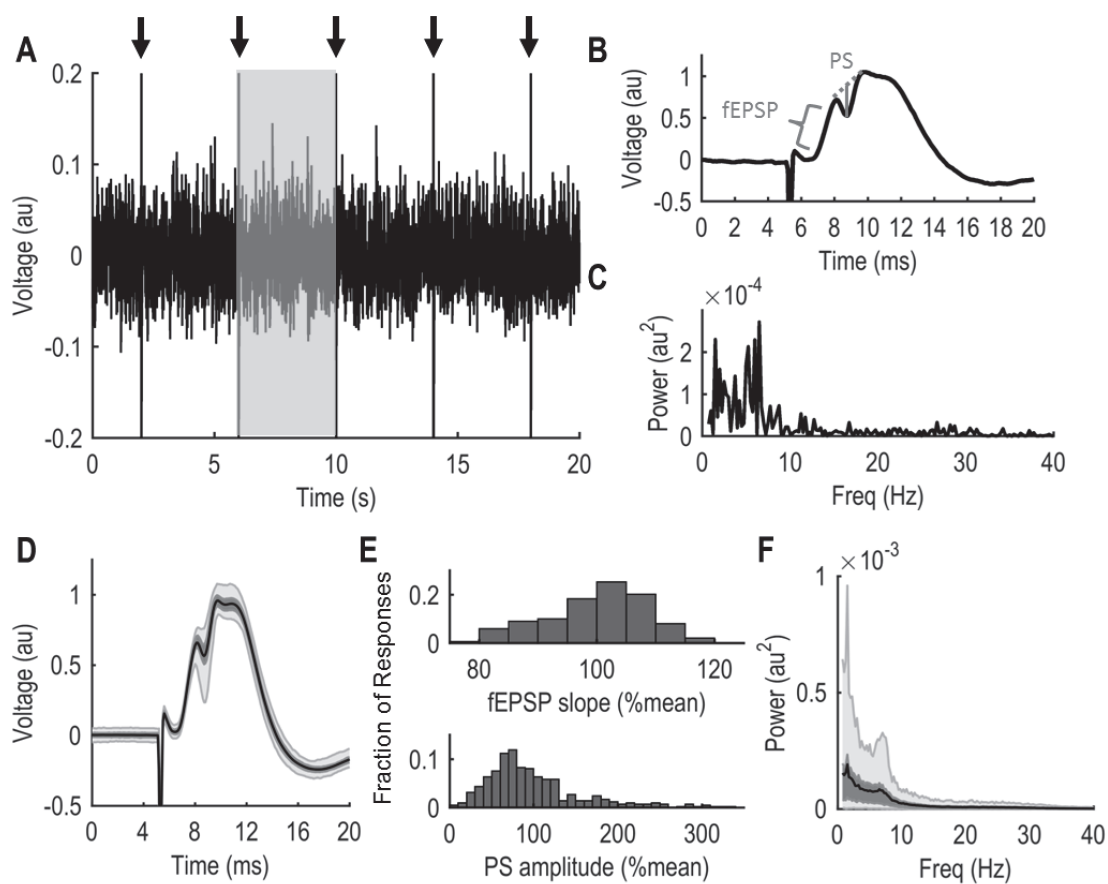 A
0.2
0.1
0
-0.1
-0.2
Voltage (au)
0 5 10 15 20
Time (s)
B
PS
fEPSP
1
0
-0.5
Voltage (au)
0 2 4 6 8 10 12 14 16 18 20
Time (ms)
C
×10-4
2
1
0
Power (au2)
0 10 20 30 40
Freq (Hz)
D
1
0.5
0
-0.5
Voltage (au)
0 4 8 12 16 20
Time (ms)
E
Fraction of Responses
0.2
0
80 100 120
fEPSP slope (%mean)
0.1
0
0 100 200 300
PS amplitude (%mean)
F
×10-3
1
0.5
0
Power (au2)
0 10 20 30 40
Freq (Hz)